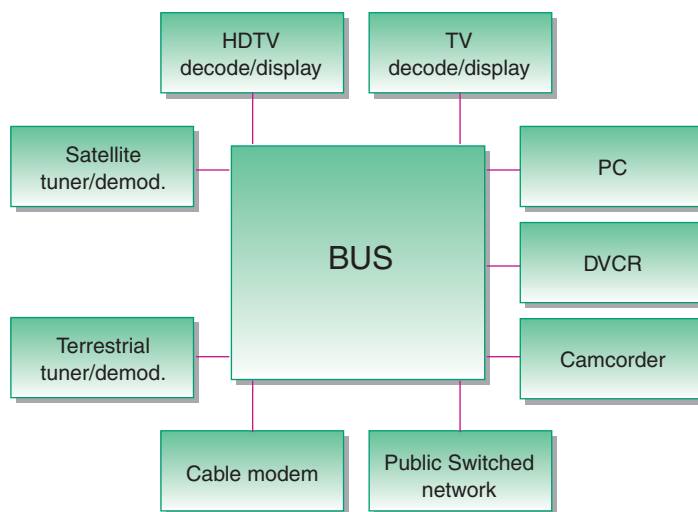 HDTV
decode/display
TV
decode/display
Satellite
tuner/demod.
PC
BUS
DVCR
Terrestrial
tuner/demod.
Camcorder
Cable modem
Public Switched
network